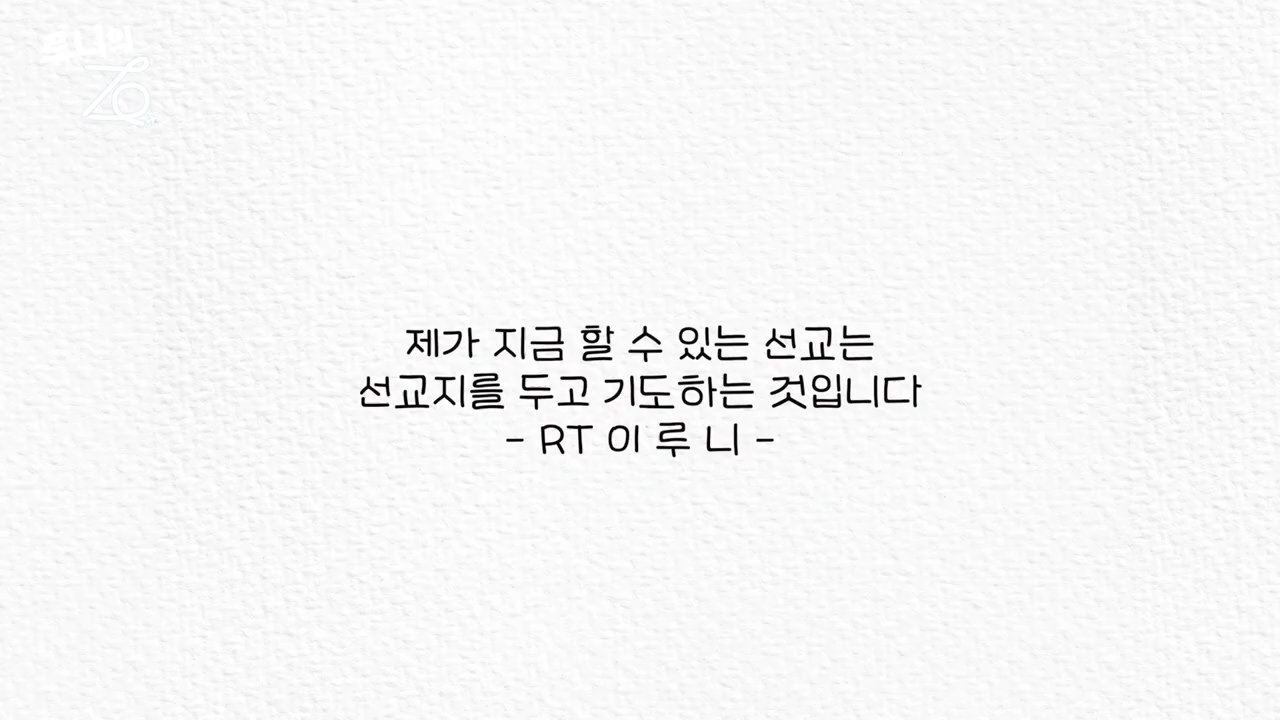 제가 지금 할 수 있는 선교는
선교지를 두고 기도하는 것입니다
- RT 이 루 니 -